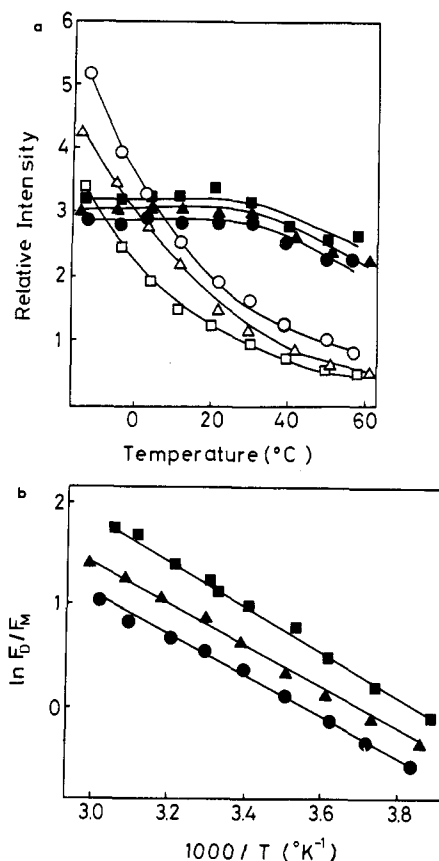 a
6
5
4
3
2
1
Relative Intensity
0 20 40 60
Temperature (°C)
b
2
1
0
ln F_D/F_M
3.0 3.2 3.4 3.6 3.8
1000/T (°K⁻¹)